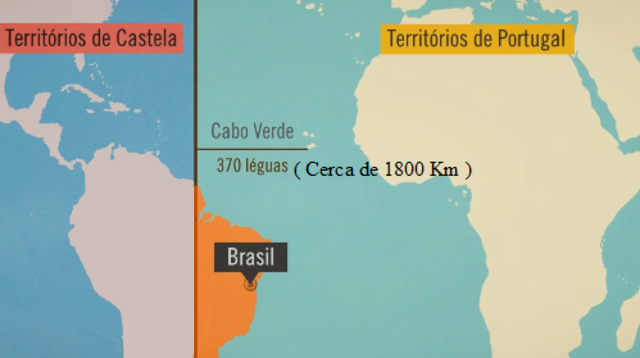 Territórios de Castela
Territórios de Portugal
Cabo Verde
370 léguas ( Cerca de 1800 Km )
Brasil